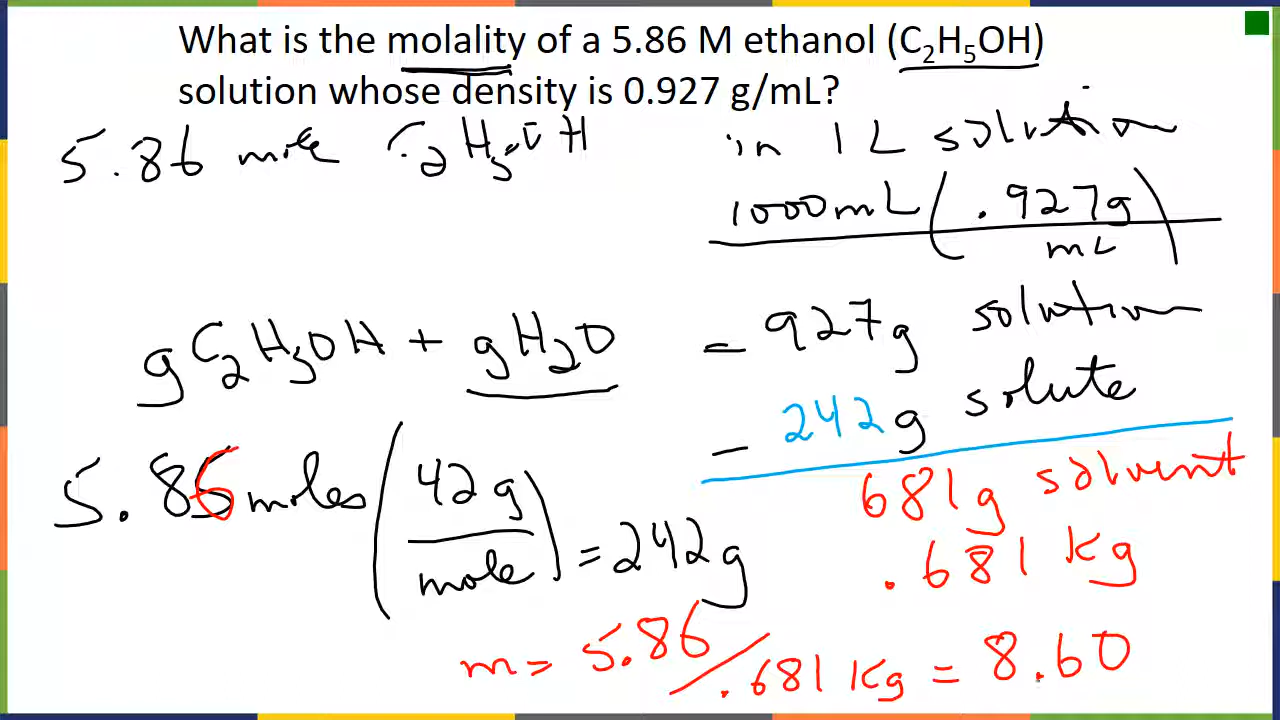 What is the molality of a 5.86 M ethanol (C₂H₅OH)
solution whose density is 0.927 g/mL?
5.86 mole C₂H₅OH in 1 L solution
1000mL (.927g / mL)
g C₂H₅OH + g H₂O = 927g solution
- 242g solute
681g solvent
5.86 moles (42g / mole) = 242g
.681 kg
m = 5.86 / .681 kg = 8.60